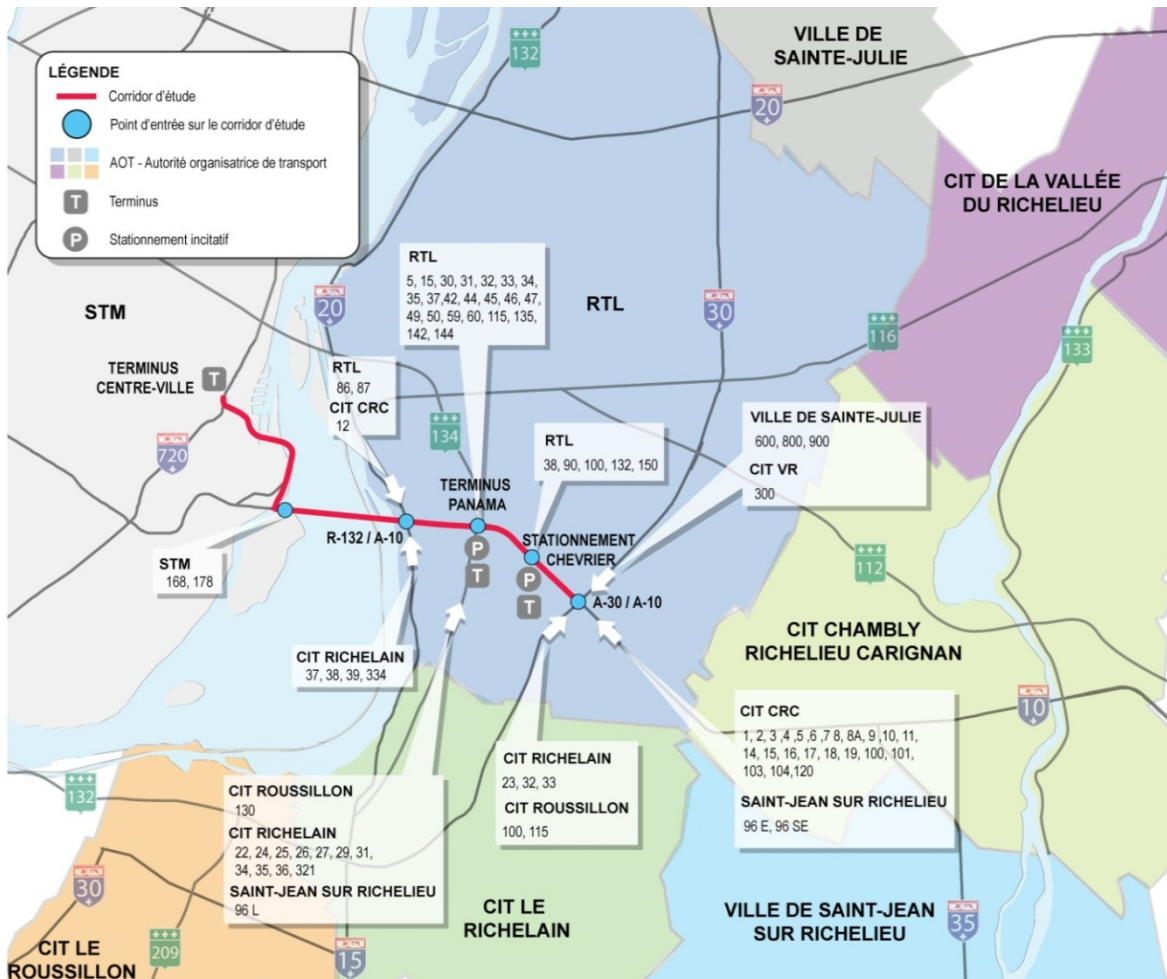 LÉGENDE
Corridor d'étude
Point d'entrée sur le corridor d'étude
AOT - Autorité organisatrice de transport
T
Terminus
P
Stationnement incitatif
132
VILLE DE
SAINTE-JULIE
20
CIT DE LA VALLÉE
DU RICHELIEU
STM
20
RTL
5, 15, 30, 31, 32, 33, 34,
35, 37,42, 44, 45, 46, 47,
49, 50, 59, 60, 115, 135,
142, 144
RTL
30
116
133
TERMINUS
CENTRE-VILLE
T
RTL
86, 87
CIT CRC
12
134
720
RTL
38, 90, 100, 132, 150
VILLE DE SAINTE-JULIE
600, 800, 900
CIT VR
300
TERMINUS
PANAMA
R-132 / A-10
STATIONNEMENT
CHEVRIER
P
T
P
T
A-30 / A-10
STM
168, 178
112
CIT CHAMBLY
RICHELIEU CARIGNAN
CIT RICHELAIN
37, 38, 39, 334
10
CIT CRC
1, 2, 3 ,4 ,5 ,6 ,7 8, 8A, 9 ,10, 11,
14, 15, 16, 17, 18, 19, 100, 101,
103, 104,120
SAINT-JEAN SUR RICHELIEU
96 E, 96 SE
CIT RICHELAIN
23, 32, 33
CIT ROUSSILLON
100, 115
132
CIT ROUSSILLON
130
CIT RICHELAIN
22, 24, 25, 26, 27, 29, 31,
34, 35, 36, 321
SAINT-JEAN SUR RICHELIEU
96 L
30
CIT LE
ROUSSILLON
209
15
CIT LE
RICHELAIN
VILLE DE SAINT-JEAN
SUR RICHELIEU
35